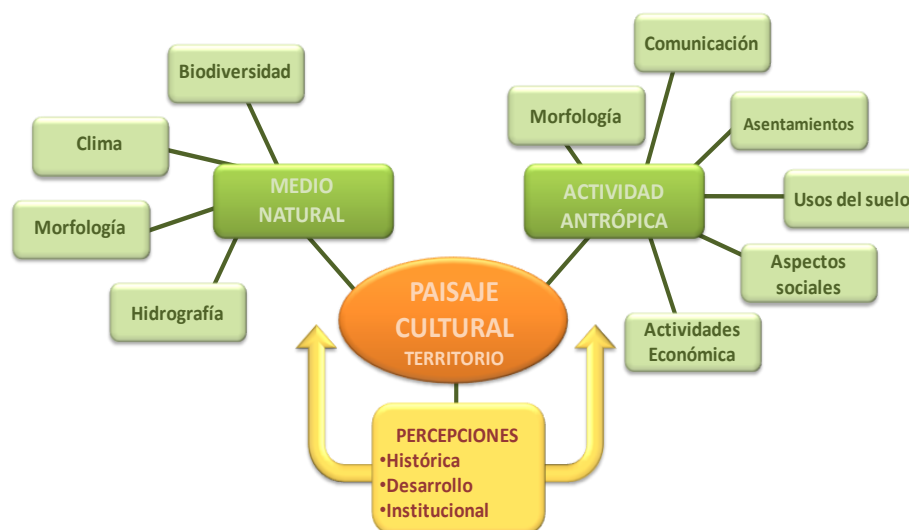 Biodiversidad
Clima
Morfología
Hidrografía
MEDIO
NATURAL
Comunicación
Morfología
Asentamientos
Usos del suelo
Aspectos
sociales
Actividades
Económica
ACTIVIDAD
ANTRÓPICA
PAISAJE
CULTURAL
TERRITORIO
PERCEPCIONES
•Histórica
•Desarrollo
•Institucional